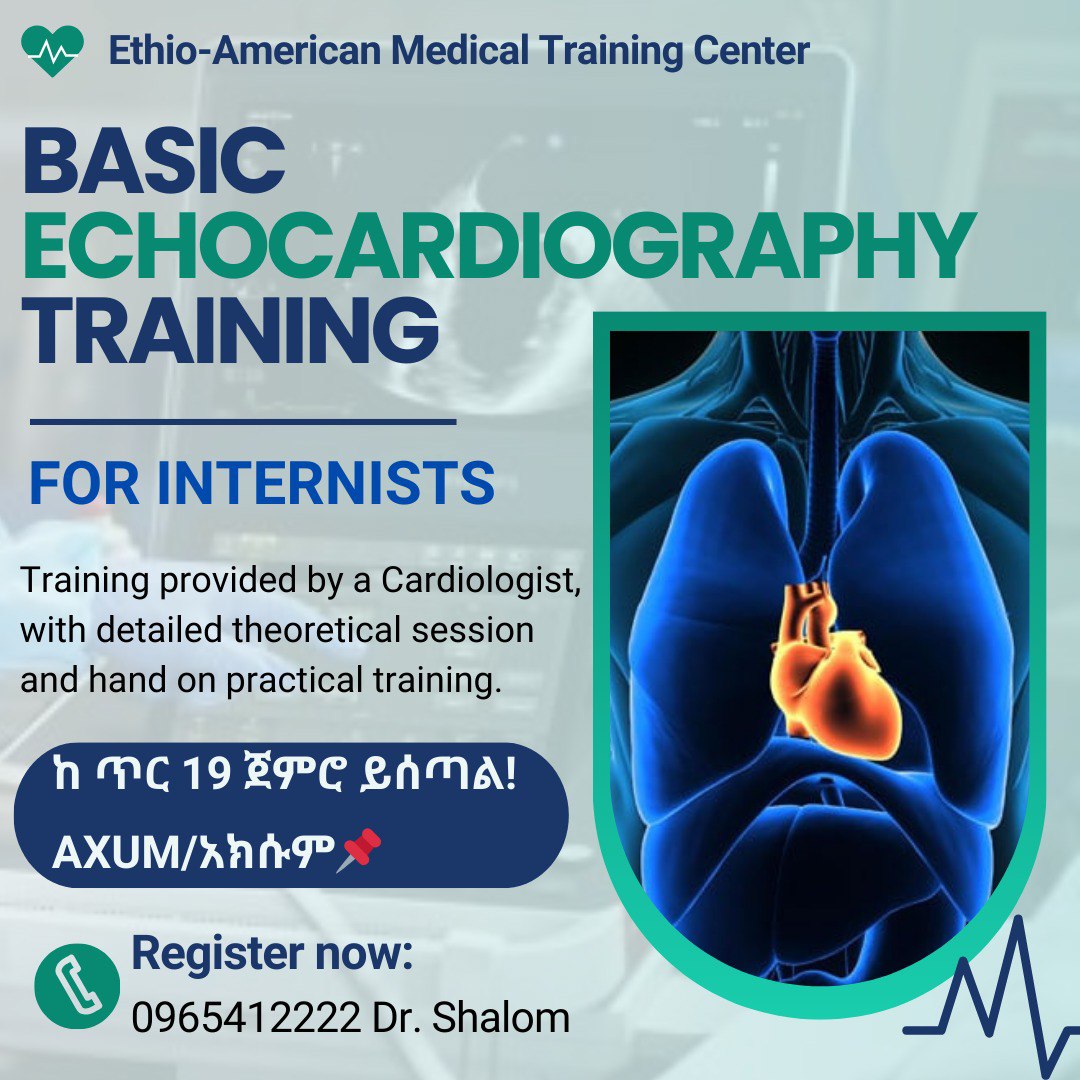 Ethio-American Medical Training Center
BASIC
ECHOCARDIOGRAPHY
TRAINING
FOR INTERNISTS
Training provided by a Cardiologist,
with detailed theoretical session
and hand on practical training.
ከ ጥር 19 ጀምሮ ይሰጣል!
AXUM/አክሱም📌
Register now:
0965412222 Dr. Shalom